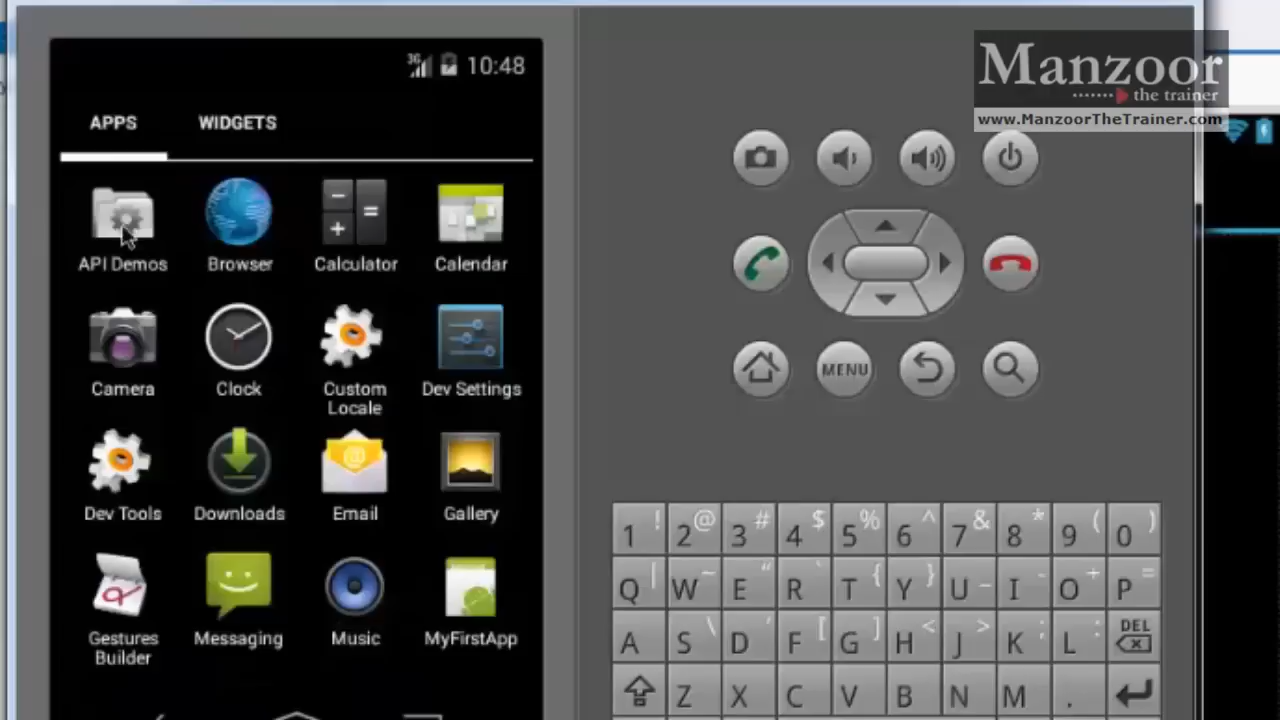 Manzoor
the trainer
www.ManzoorTheTrainer.com
3G 10:48
APPS WIDGETS
API Demos Browser Calculator Calendar
Camera Clock Custom Locale Dev Settings
Dev Tools Downloads Email Gallery
Gestures Builder Messaging Music MyFirstApp
MENU
1 ! 2 @ 3 # 4 $ 5 % 6 ^ 7 & 8 * 9 ( 0 )
Q | W ~ E “ R ` T { Y } U _ I - O + P =
A S \ D ' F [ G ] H < J > K ; L : DEL
Z X C V B N M .